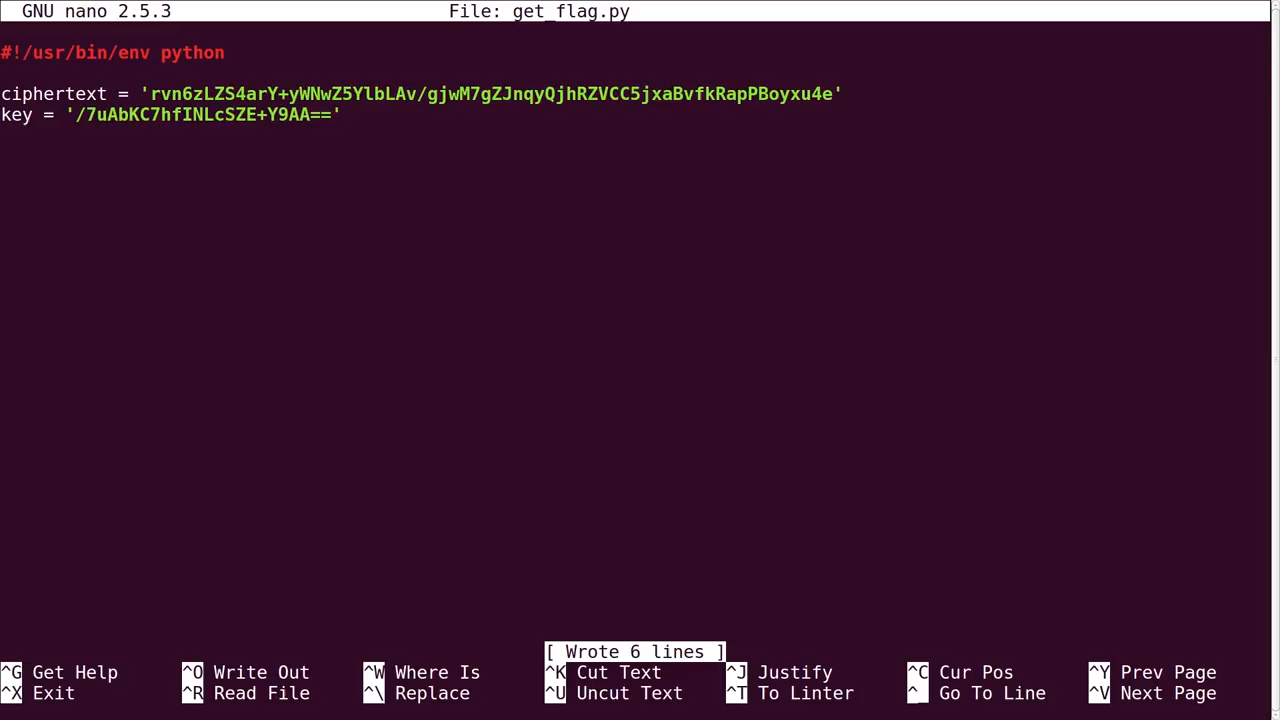 GNU nano 2.5.3 File: get_flag.py
#!/usr/bin/env python
ciphertext = 'rvn6zLZS4arY+yWNwZ5YlbLAv/gjwM7gZJnqyQjhRZVCC5jxaBvfkRapPBoyxu4e'
key = '/7uAbKC7hfINLcSZE+Y9AA=='
[ Wrote 6 lines ]
^G Get Help ^O Write Out ^W Where Is ^K Cut Text ^J Justify ^C Cur Pos ^Y Prev Page
^X Exit ^R Read File ^\ Replace ^U Uncut Text ^T To Linter ^_ Go To Line ^V Next Page